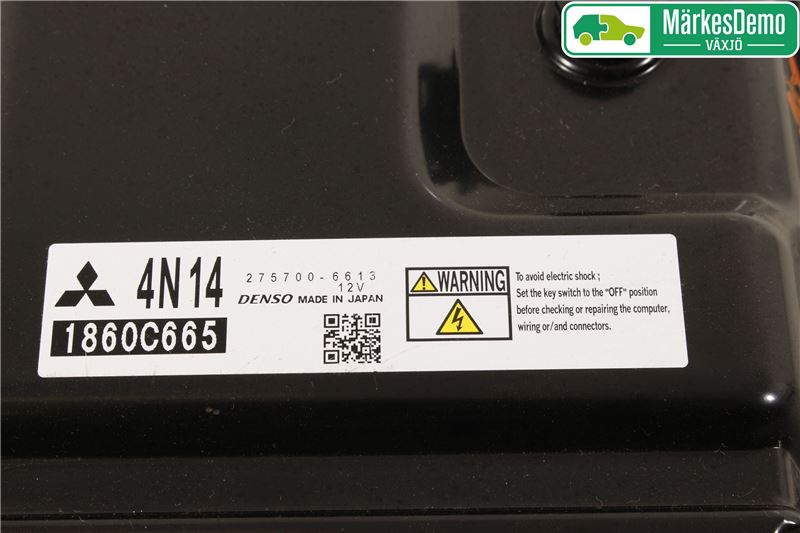 MärkesDemo
VÄXJÖ
4N14
275700-6613
12V
DENSO MADE IN JAPAN
1860C665
WARNING
To avoid electric shock ;
Set the key switch to the "OFF" position
before checking or repairing the computer,
wiring or/and connectors.